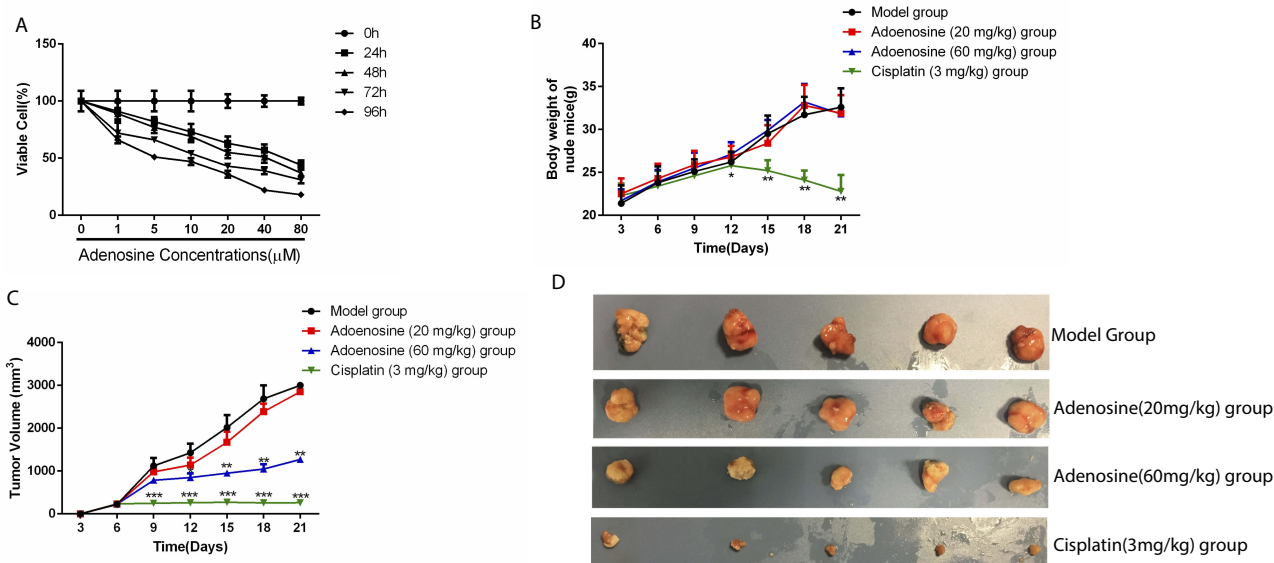 A
150
100
50
0
Viable Cell(%)
0 1 5 10 20 40 80
Adenosine Concentrations(μM)
0h
24h
48h
72h
96h
B
Model group
Adoenosine (20 mg/kg) group
Adoenosine (60 mg/kg) group
Cisplatin (3 mg/kg) group
40
35
30
25
20
Body weight of
nude mice(g)
* ** ** **
3 6 9 12 15 18 21
Time(Days)
C
Model group
Adoenosine (20 mg/kg) group
Adoenosine (60 mg/kg) group
Cisplatin (3 mg/kg) group
4000
3000
2000
1000
0
Tumor Volume (mm³)
* ** ** **
*** *** *** *** ***
3 6 9 12 15 18 21
Time(Days)
D
Model Group
Adenosine(20mg/kg) group
Adenosine(60mg/kg) group
Cisplatin(3mg/kg) group